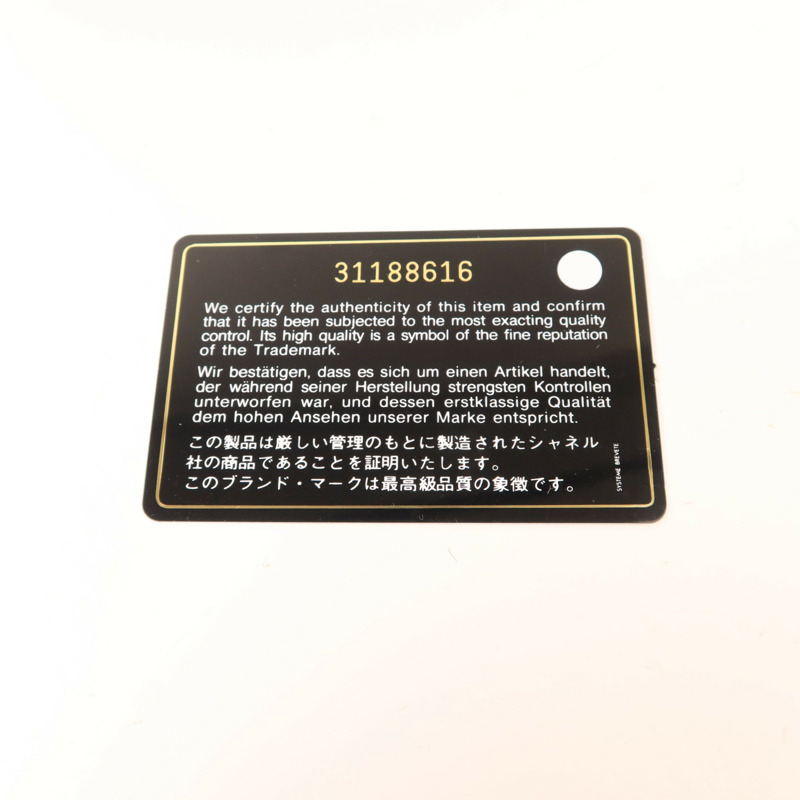 31188616
We certify the authenticity of this item and confirm
that it has been subjected to the most exacting quality
control. Its high quality is a symbol of the fine reputation
of the Trademark.
Wir bestätigen, dass es sich um einen Artikel handelt,
der während seiner Herstellung strengsten Kontrollen
unterworfen war, und dessen erstklassige Qualität
dem hohen Ansehen unserer Marke entspricht.
この製品は厳しい管理のもとに製造されたシャネル
社の商品であることを証明いたします。
このブランド・マークは最高級品質の象徴です。
SYSTEME BREVETE